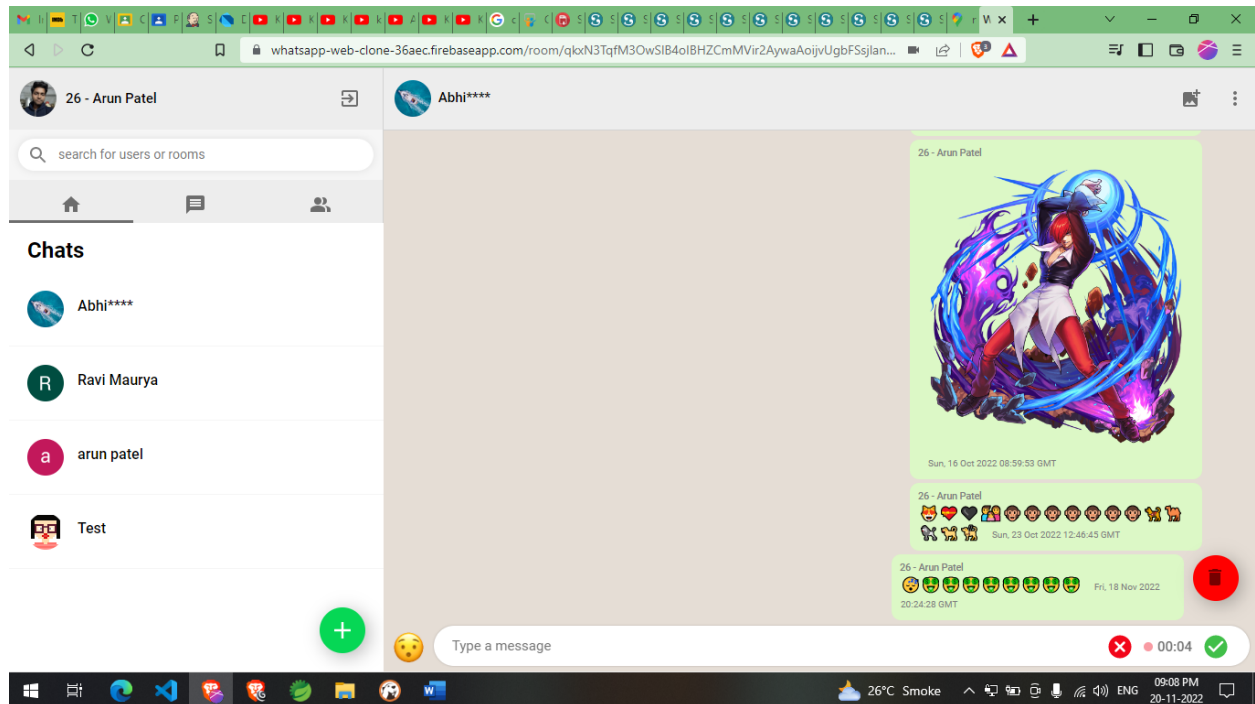 whatsapp-web-clone-36aec.firebaseapp.com/room/qkxN3TqfM3OwSIB4oIBHZCmMVir2AywaAoijvUgbFSsjlan...
26 - Arun Patel
Abhi****
search for users or rooms
Chats
Abhi****
Ravi Maurya
arun patel
Test
26 - Arun Patel
Sun, 16 Oct 2022 08:59:53 GMT
26 - Arun Patel
Sun, 23 Oct 2022 12:46:45 GMT
26 - Arun Patel
Fri, 18 Nov 2022
20:24:28 GMT
Type a message
00:04
26°C Smoke
ENG
09:08 PM
20-11-2022